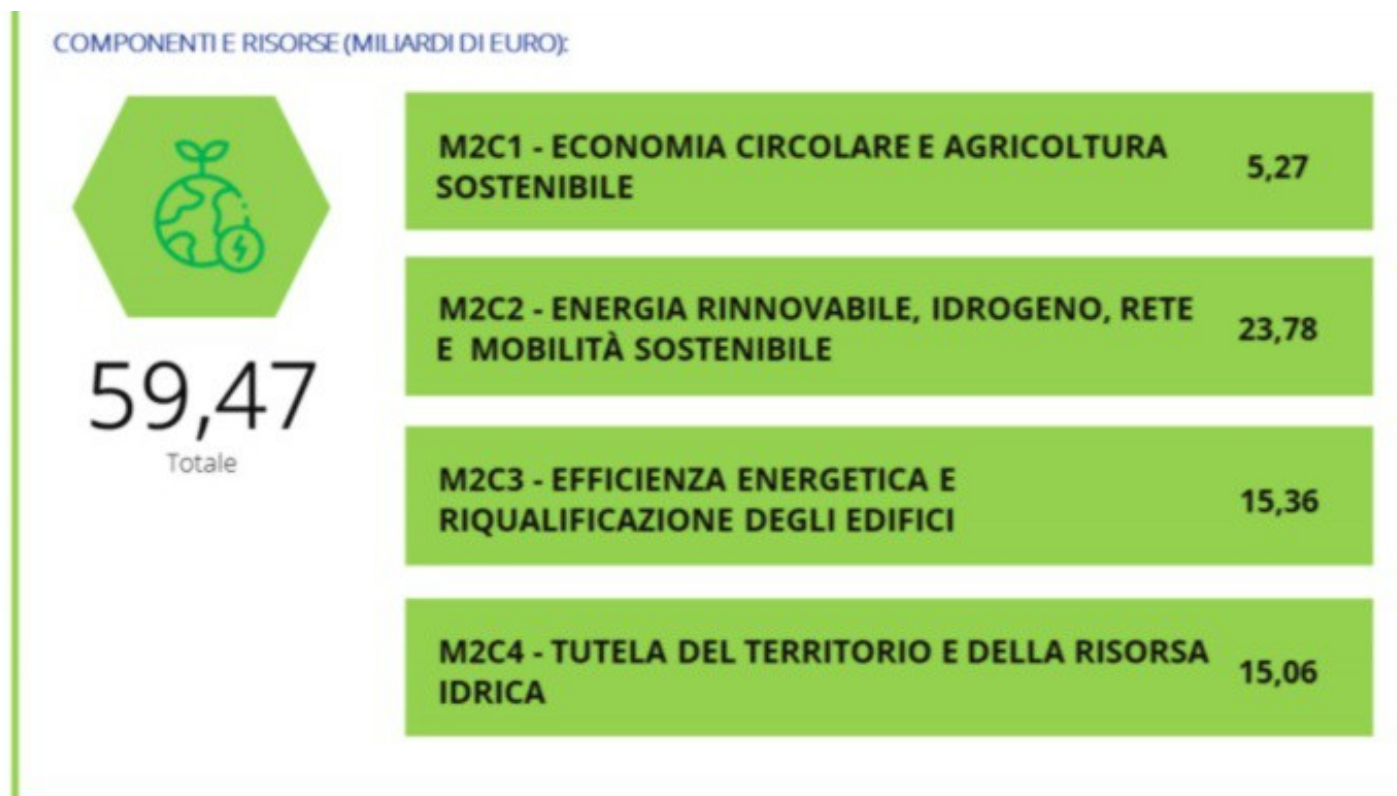 COMPONENTI E RISORSE (MILIARDI DI EURO):
59,47
Totale
M2C1 - ECONOMIA CIRCOLARE E AGRICOLTURA
SOSTENIBILE
5,27
M2C2 - ENERGIA RINNOVABILE, IDROGENO, RETE
E MOBILITÀ SOSTENIBILE
23,78
M2C3 - EFFICIENZA ENERGETICA E
RIQUALIFICAZIONE DEGLI EDIFICI
15,36
M2C4 - TUTELA DEL TERRITORIO E DELLA RISORSA
IDRICA
15,06